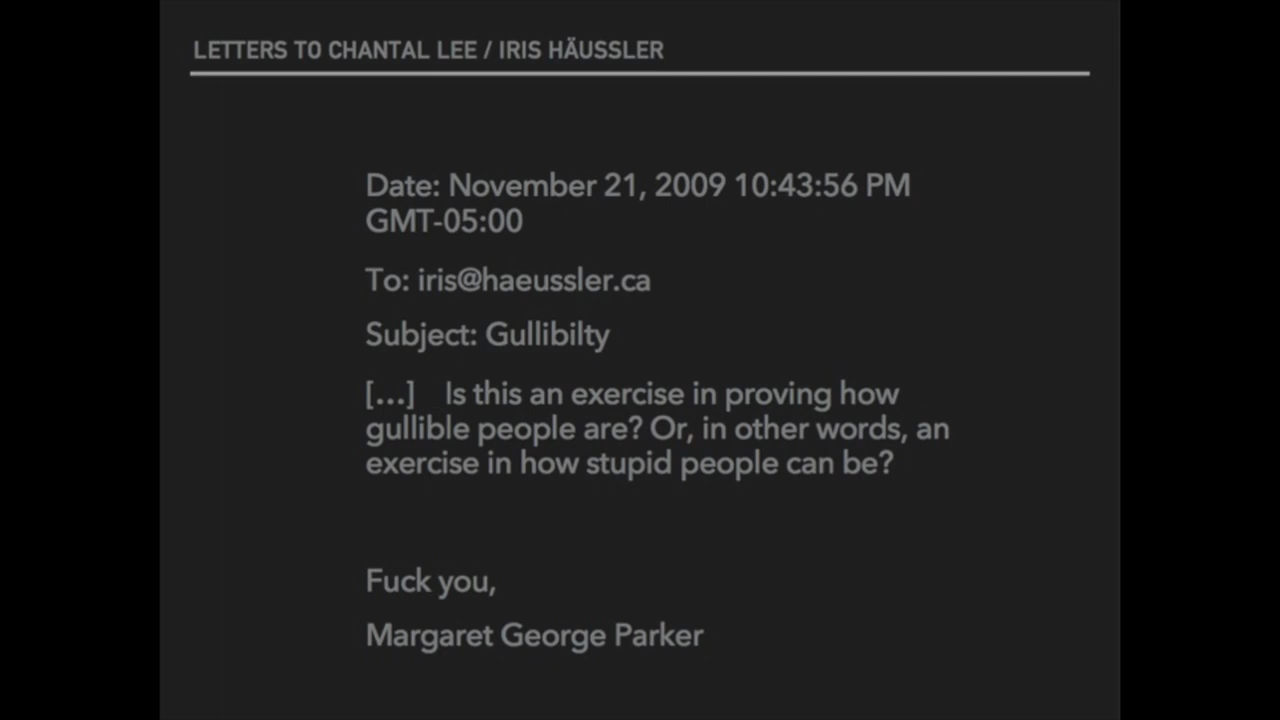 LETTERS TO CHANTAL LEE / IRIS HÄUSSLER
Date: November 21, 2009 10:43:56 PM
GMT-05:00
To: iris@haeussler.ca
Subject: Gullibilty
[…] Is this an exercise in proving how
gullible people are? Or, in other words, an
exercise in how stupid people can be?
Fuck you,
Margaret George Parker